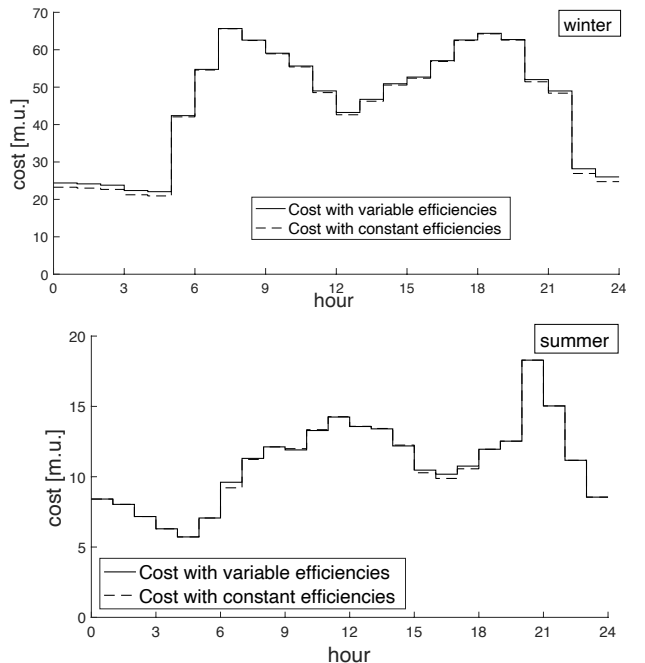 winter
70
60
50
40
30
20
10
0
cost [m.u.]
Cost with variable efficiencies
Cost with constant efficiencies
0 3 6 9 12 15 18 21 24
hour
summer
20
15
10
5
0
cost [m.u.]
Cost with variable efficiencies
Cost with constant efficiencies
0 3 6 9 12 15 18 21 24
hour